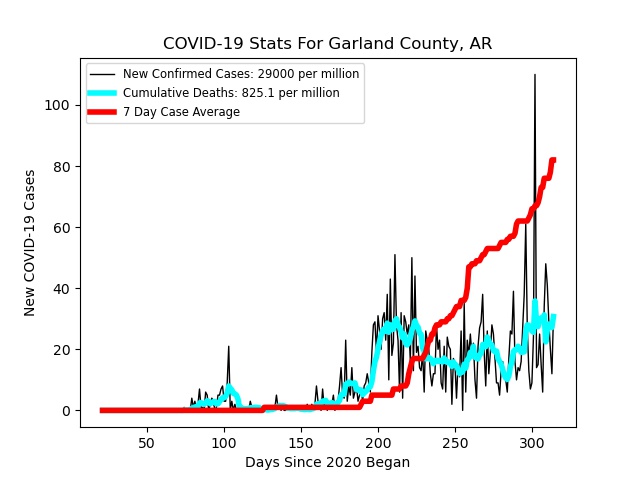 COVID-19 Stats For Garland County, AR
New Confirmed Cases: 29000 per million
Cumulative Deaths: 825.1 per million
7 Day Case Average
New COVID-19 Cases
100
80
60
40
20
0
50 100 150 200 250 300
Days Since 2020 Began